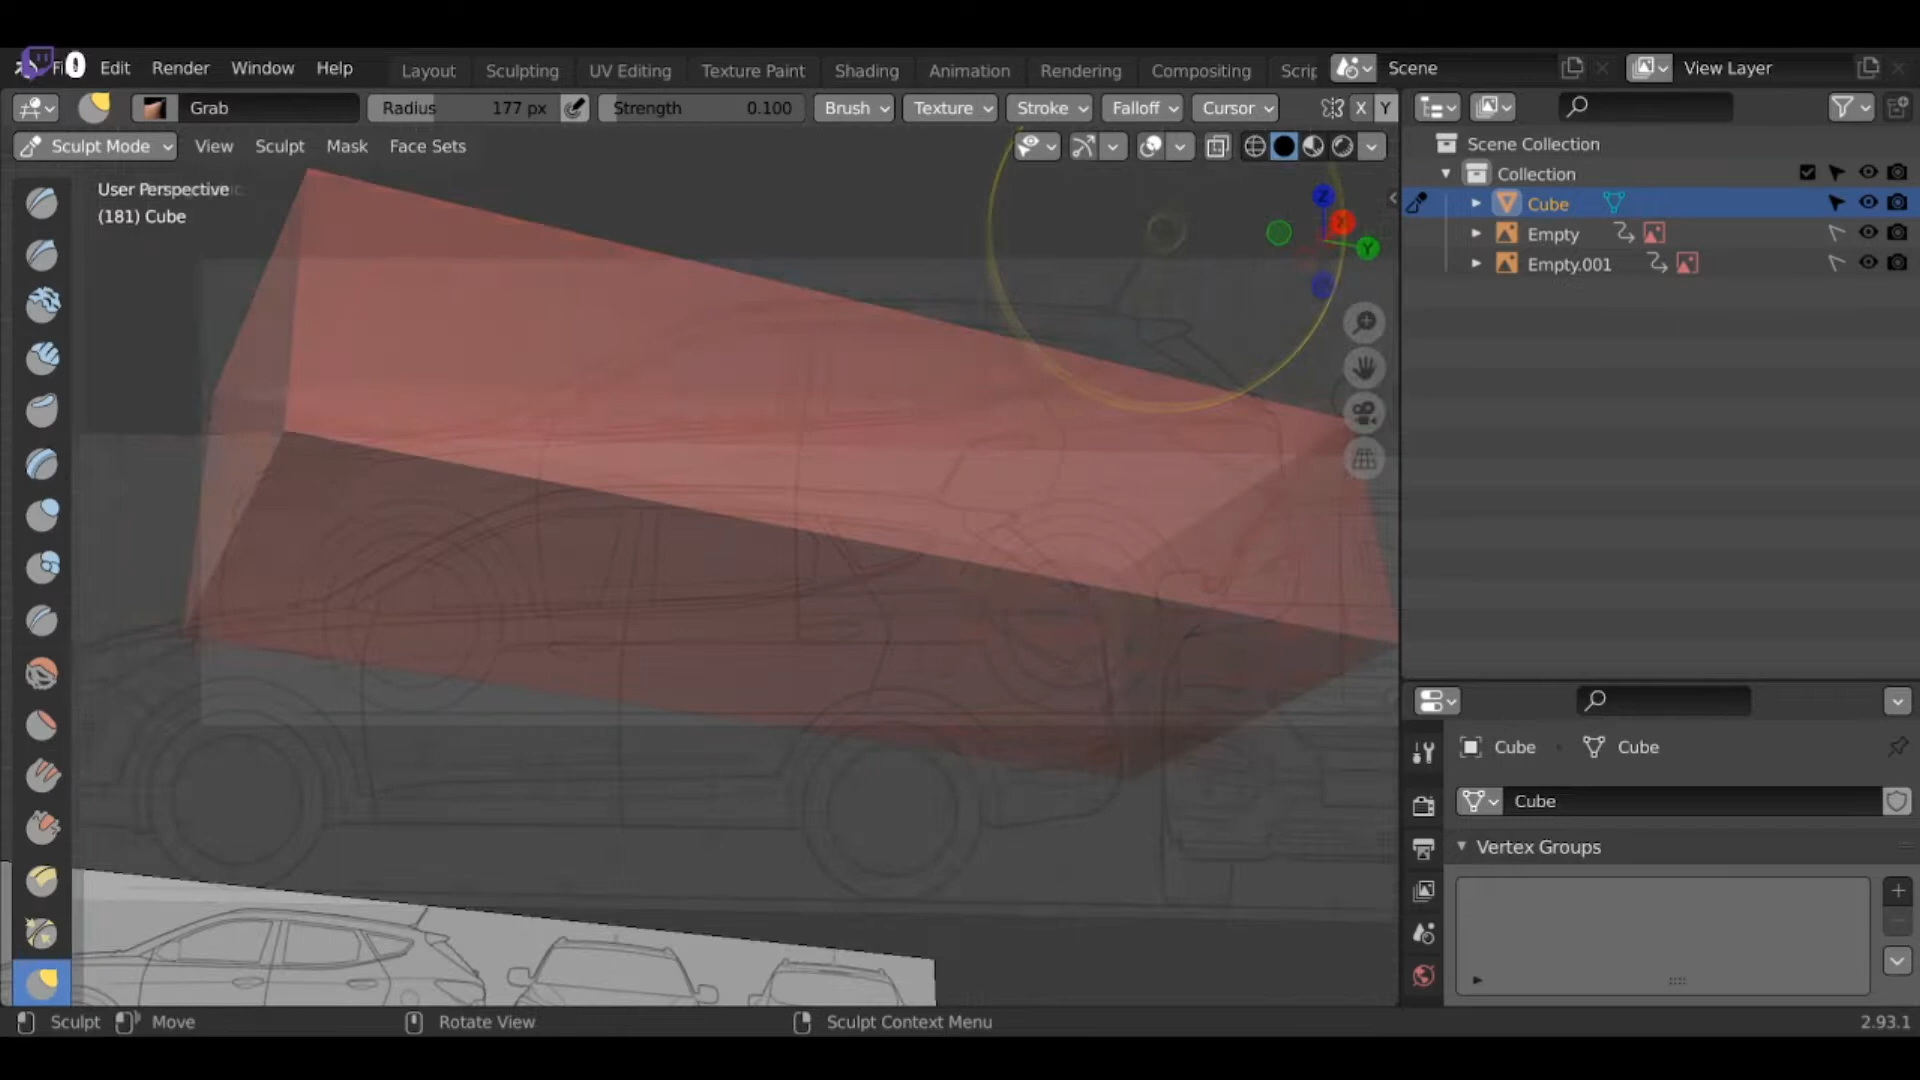 0 Edit Render Window Help Layout Sculpting UV Editing Texture Paint Shading Animation Rendering Compositing Scrip Scene View Layer
Grab Radius 177 px Strength 0.100 Brush Texture Stroke Falloff Cursor X Y
Sculpt Mode View Sculpt Mask Face Sets
Scene Collection
Collection
Cube
Empty
Empty.001
User Perspective
(181) Cube
Z
X
Y
Cube Cube
Cube
Vertex Groups
Sculpt Move Rotate View Sculpt Context Menu 2.93.1